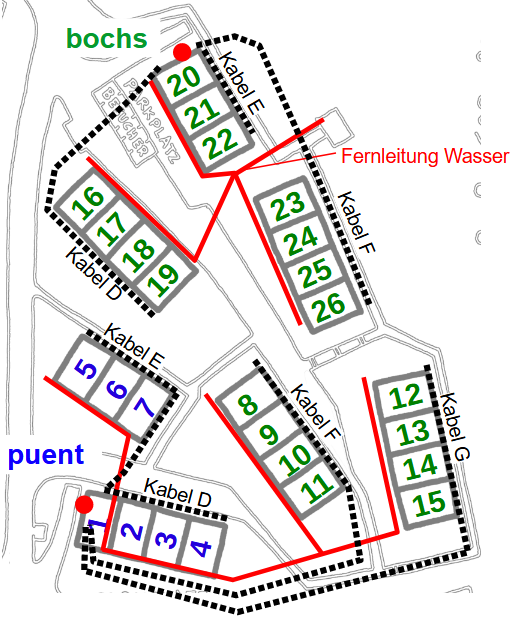 bochs
Kabel E
20
21
22
PARKPLATZ
BESUCHER
Fernleitung Wasser
16
17
18
19
Kabel D
23
24
25
26
Kabel F
Kabel E
5
6
7
puent
8
9
10
11
Kabel F
12
13
14
15
Kabel G
Kabel D
1
2
3
4